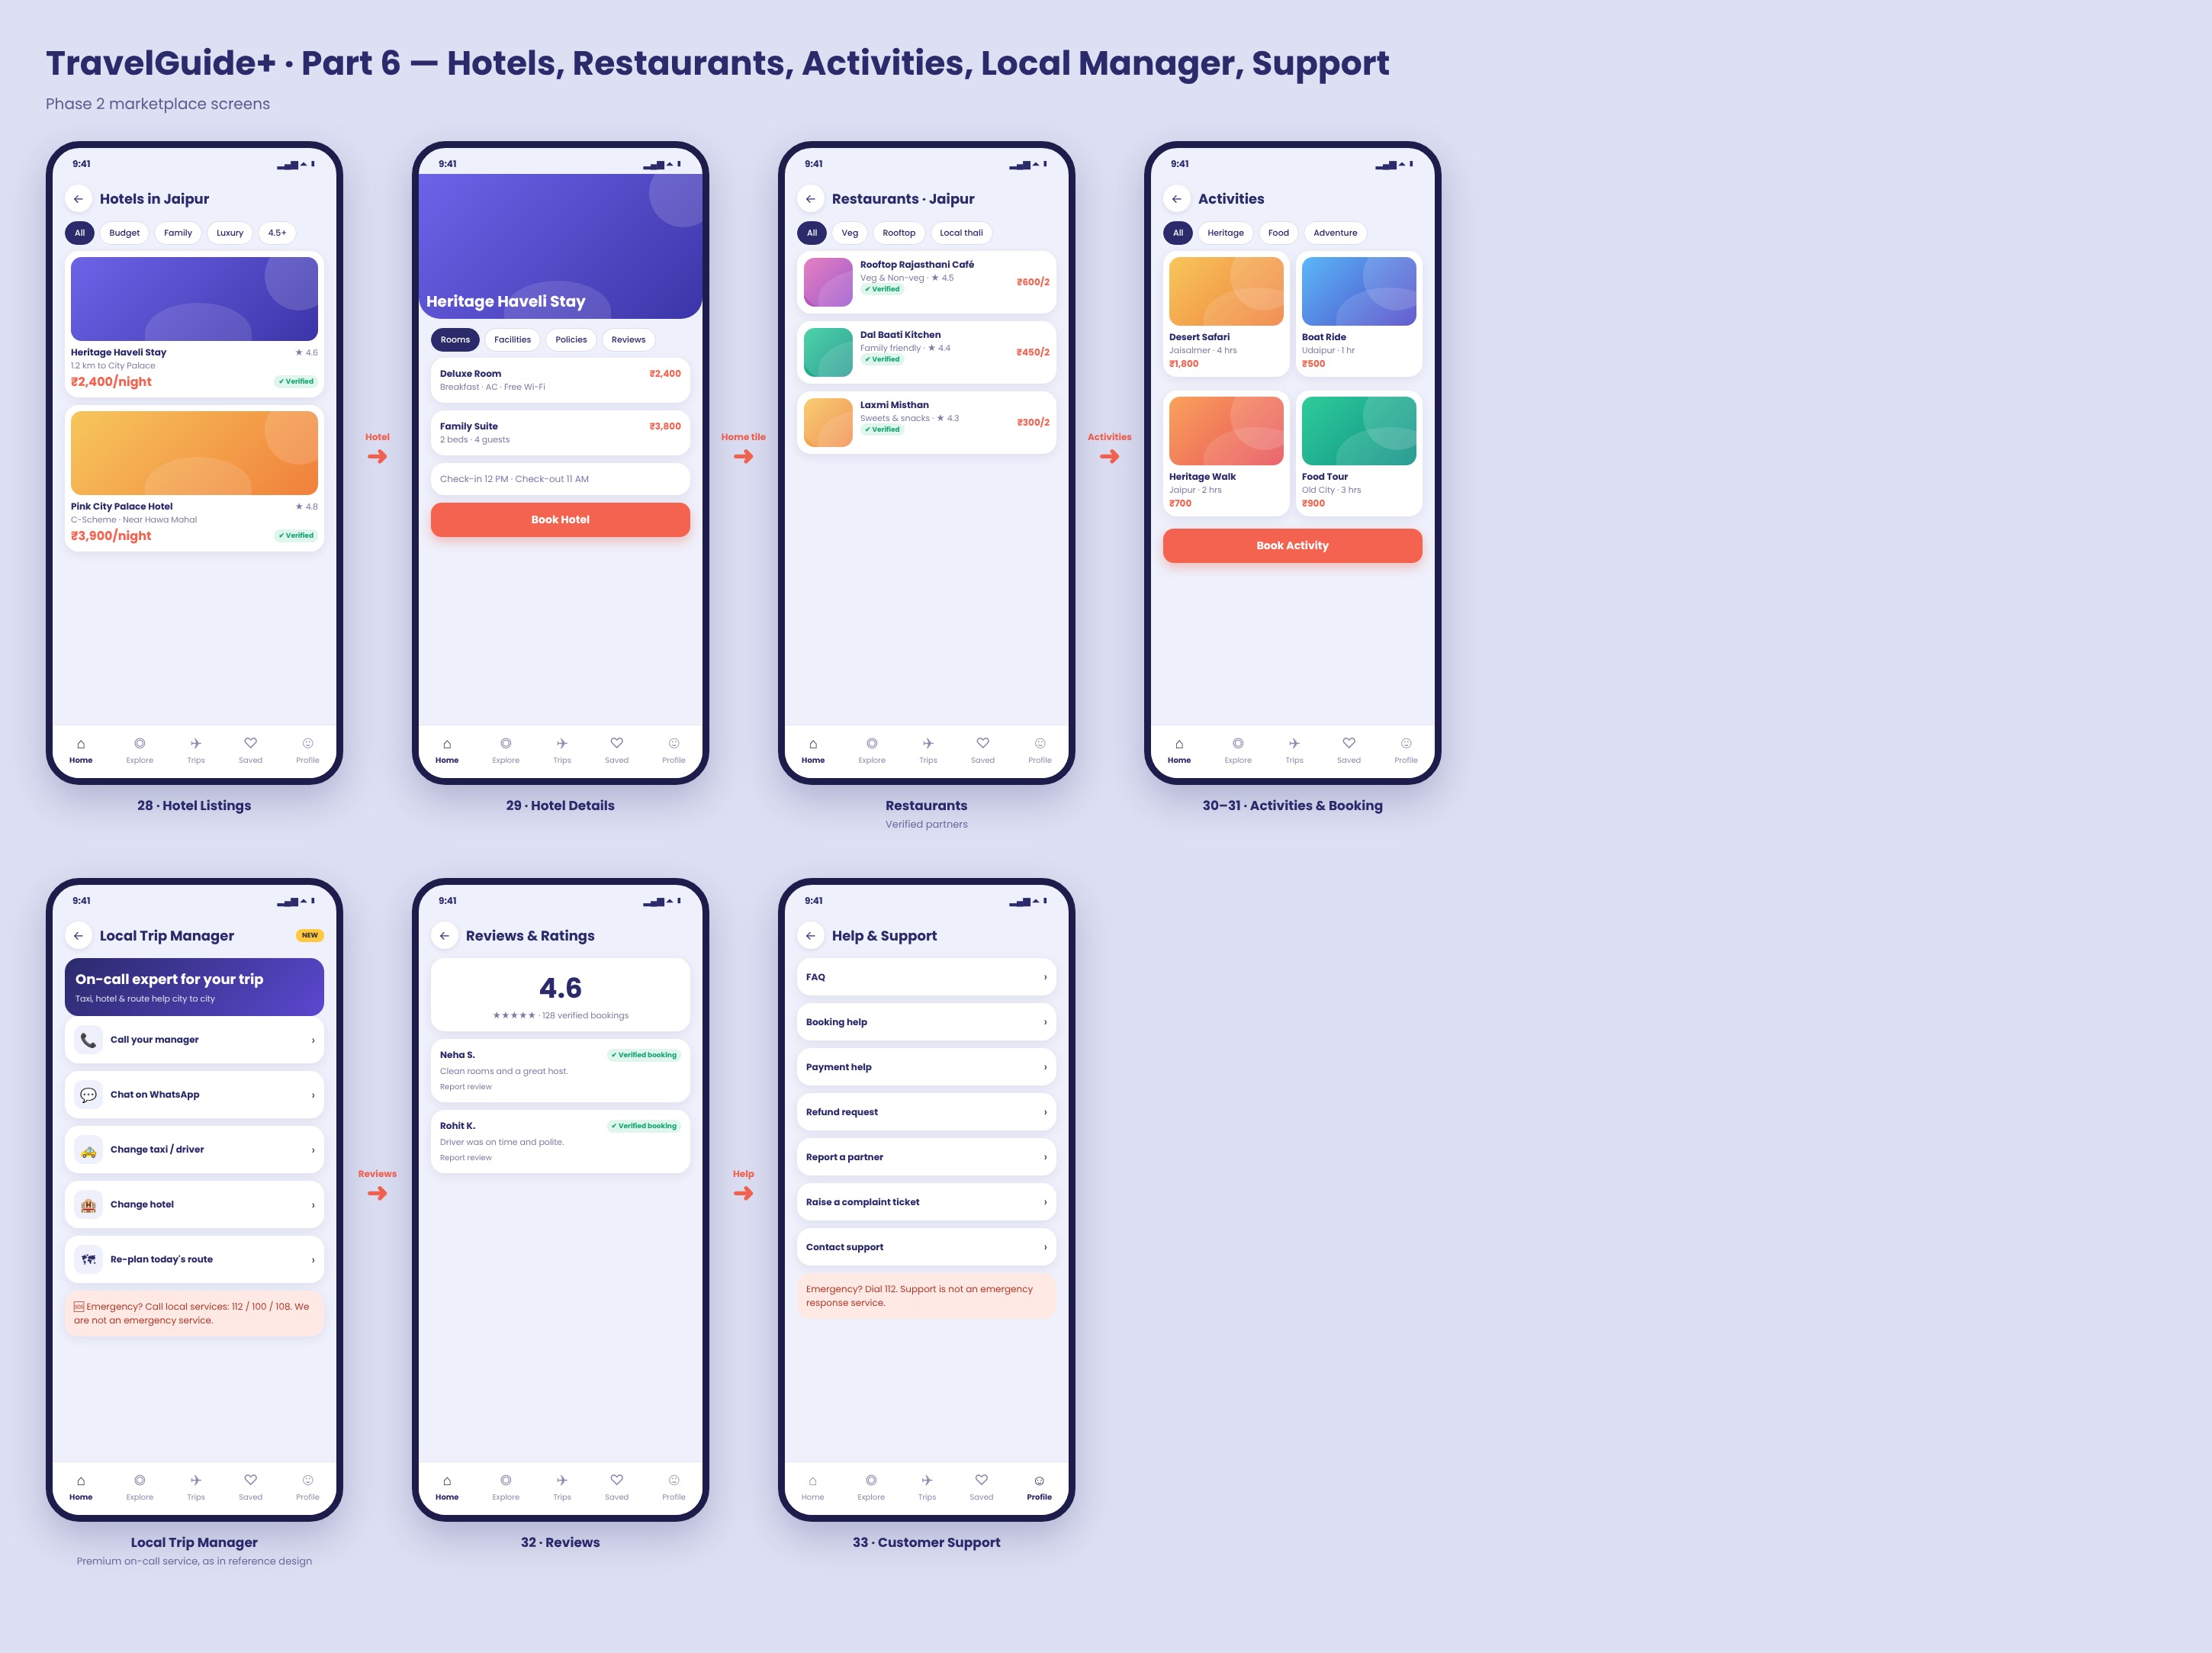 TravelGuide+ · Part 6 — Hotels, Restaurants, Activities, Local Manager, Support
Phase 2 marketplace screens
9:41
← Hotels in Jaipur
All Budget Family Luxury 4.5+
Heritage Haveli Stay ★ 4.6
1.2 km to City Palace
₹2,400/night ✔ Verified
Pink City Palace Hotel ★ 4.8
C-Scheme · Near Hawa Mahal
₹3,900/night ✔ Verified
Home Explore Trips Saved Profile
28 · Hotel Listings
Hotel
➜
9:41
Heritage Haveli Stay
Rooms Facilities Policies Reviews
Deluxe Room ₹2,400
Breakfast · AC · Free Wi-Fi
Family Suite ₹3,800
2 beds · 4 guests
Check-in 12 PM · Check-out 11 AM
Book Hotel
Home Explore Trips Saved Profile
29 · Hotel Details
Home tile
➜
9:41
← Restaurants · Jaipur
All Veg Rooftop Local thali
Rooftop Rajasthani Café
Veg & Non-veg · ★ 4.5
✔ Verified
₹600/2
Dal Baati Kitchen
Family friendly · ★ 4.4
✔ Verified
₹450/2
Laxmi Misthan
Sweets & snacks · ★ 4.3
✔ Verified
₹300/2
Home Explore Trips Saved Profile
Restaurants
Verified partners
Activities
➜
9:41
← Activities
All Heritage Food Adventure
Desert Safari
Jaisalmer · 4 hrs
₹1,800
Boat Ride
Udaipur · 1 hr
₹500
Heritage Walk
Jaipur · 2 hrs
₹700
Food Tour
Old City · 3 hrs
₹900
Book Activity
Home Explore Trips Saved Profile
30–31 · Activities & Booking
9:41
← Local Trip Manager NEW
On-call expert for your trip
Taxi, hotel & route help city to city
Call your manager ›
Chat on WhatsApp ›
Change taxi / driver ›
Change hotel ›
Re-plan today's route ›
🆘 Emergency? Call local services: 112 / 100 / 108. We
are not an emergency service.
Home Explore Trips Saved Profile
Local Trip Manager
Premium on-call service, as in reference design
Reviews
➜
9:41
← Reviews & Ratings
4.6
★★★★★ · 128 verified bookings
Neha S. ✔ Verified booking
Clean rooms and a great host.
Report review
Rohit K. ✔ Verified booking
Driver was on time and polite.
Report review
Home Explore Trips Saved Profile
32 · Reviews
Help
➜
9:41
← Help & Support
FAQ ›
Booking help ›
Payment help ›
Refund request ›
Report a partner ›
Raise a complaint ticket ›
Contact support ›
Emergency? Dial 112. Support is not an emergency
response service.
Home Explore Trips Saved Profile
33 · Customer Support